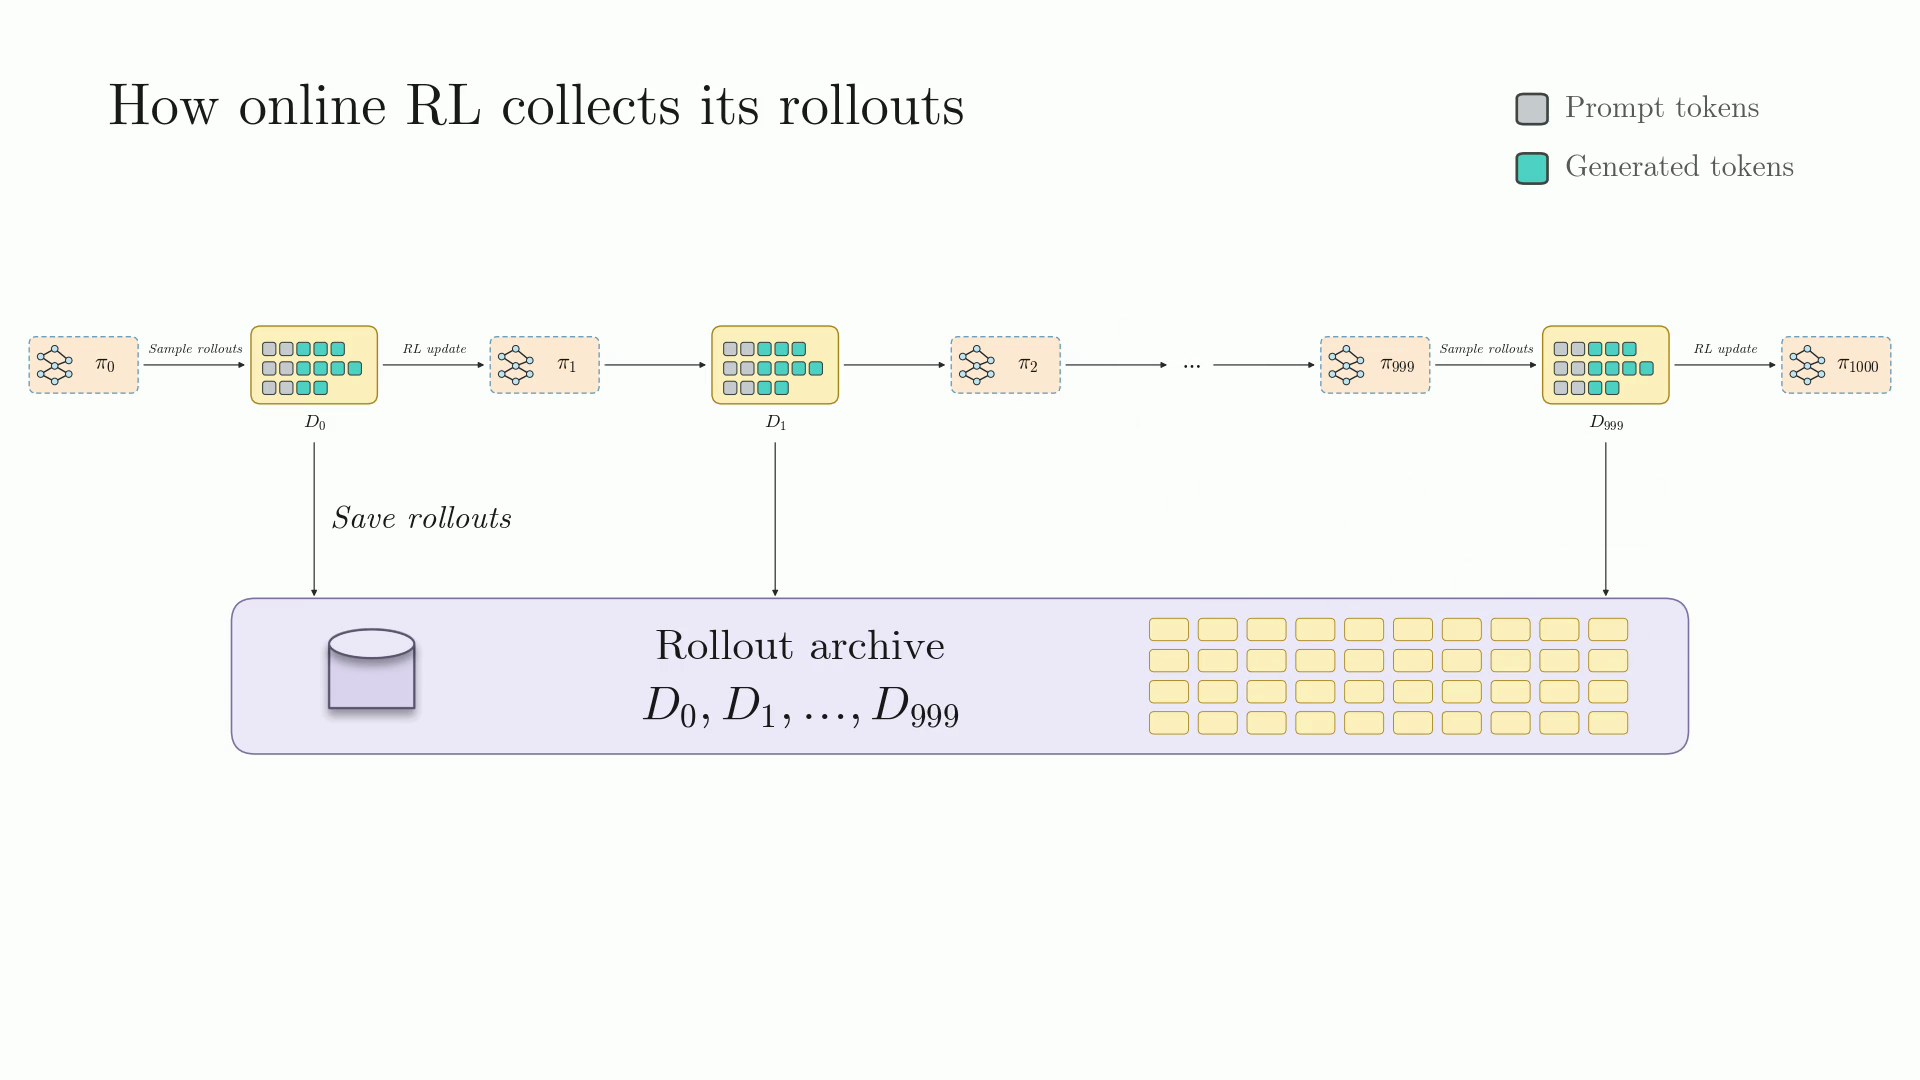 How online RL collects its rollouts
Prompt tokens
Generated tokens
π0 Sample rollouts RL update π1 π2 ... π999 Sample rollouts RL update π1000
D0 D1 D999
Save rollouts
Rollout archive
D0, D1, ..., D999